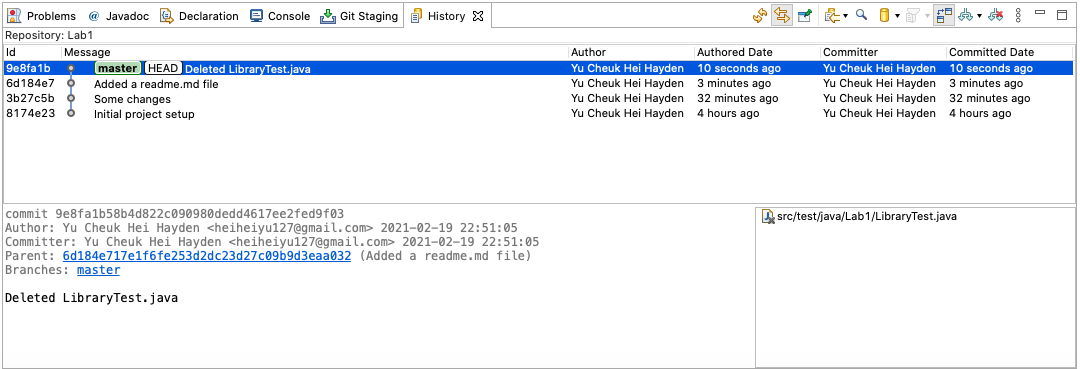 Problems @ Javadoc Declaration Console Git Staging History
Repository: Lab1
Id Message Author Authored Date Committer Committed Date
9e8fa1b master HEAD Deleted LibraryTest.java Yu Cheuk Hei Hayden 10 seconds ago Yu Cheuk Hei Hayden 10 seconds ago
6d184e7 Added a readme.md file Yu Cheuk Hei Hayden 3 minutes ago Yu Cheuk Hei Hayden 3 minutes ago
3b27c5b Some changes Yu Cheuk Hei Hayden 32 minutes ago Yu Cheuk Hei Hayden 32 minutes ago
8174e23 Initial project setup Yu Cheuk Hei Hayden 4 hours ago Yu Cheuk Hei Hayden 4 hours ago
commit 9e8fa1b58b4d822c090980dedd4617ee2fed9f03
Author: Yu Cheuk Hei Hayden <heiheiyu127@gmail.com> 2021-02-19 22:51:05
Committer: Yu Cheuk Hei Hayden <heiheiyu127@gmail.com> 2021-02-19 22:51:05
Parent: 6d184e717e1f6fe253d2dc23d27c09b9d3eaa032 (Added a readme.md file)
Branches: master
Deleted LibraryTest.java
src/test/java/Lab1/LibraryTest.java